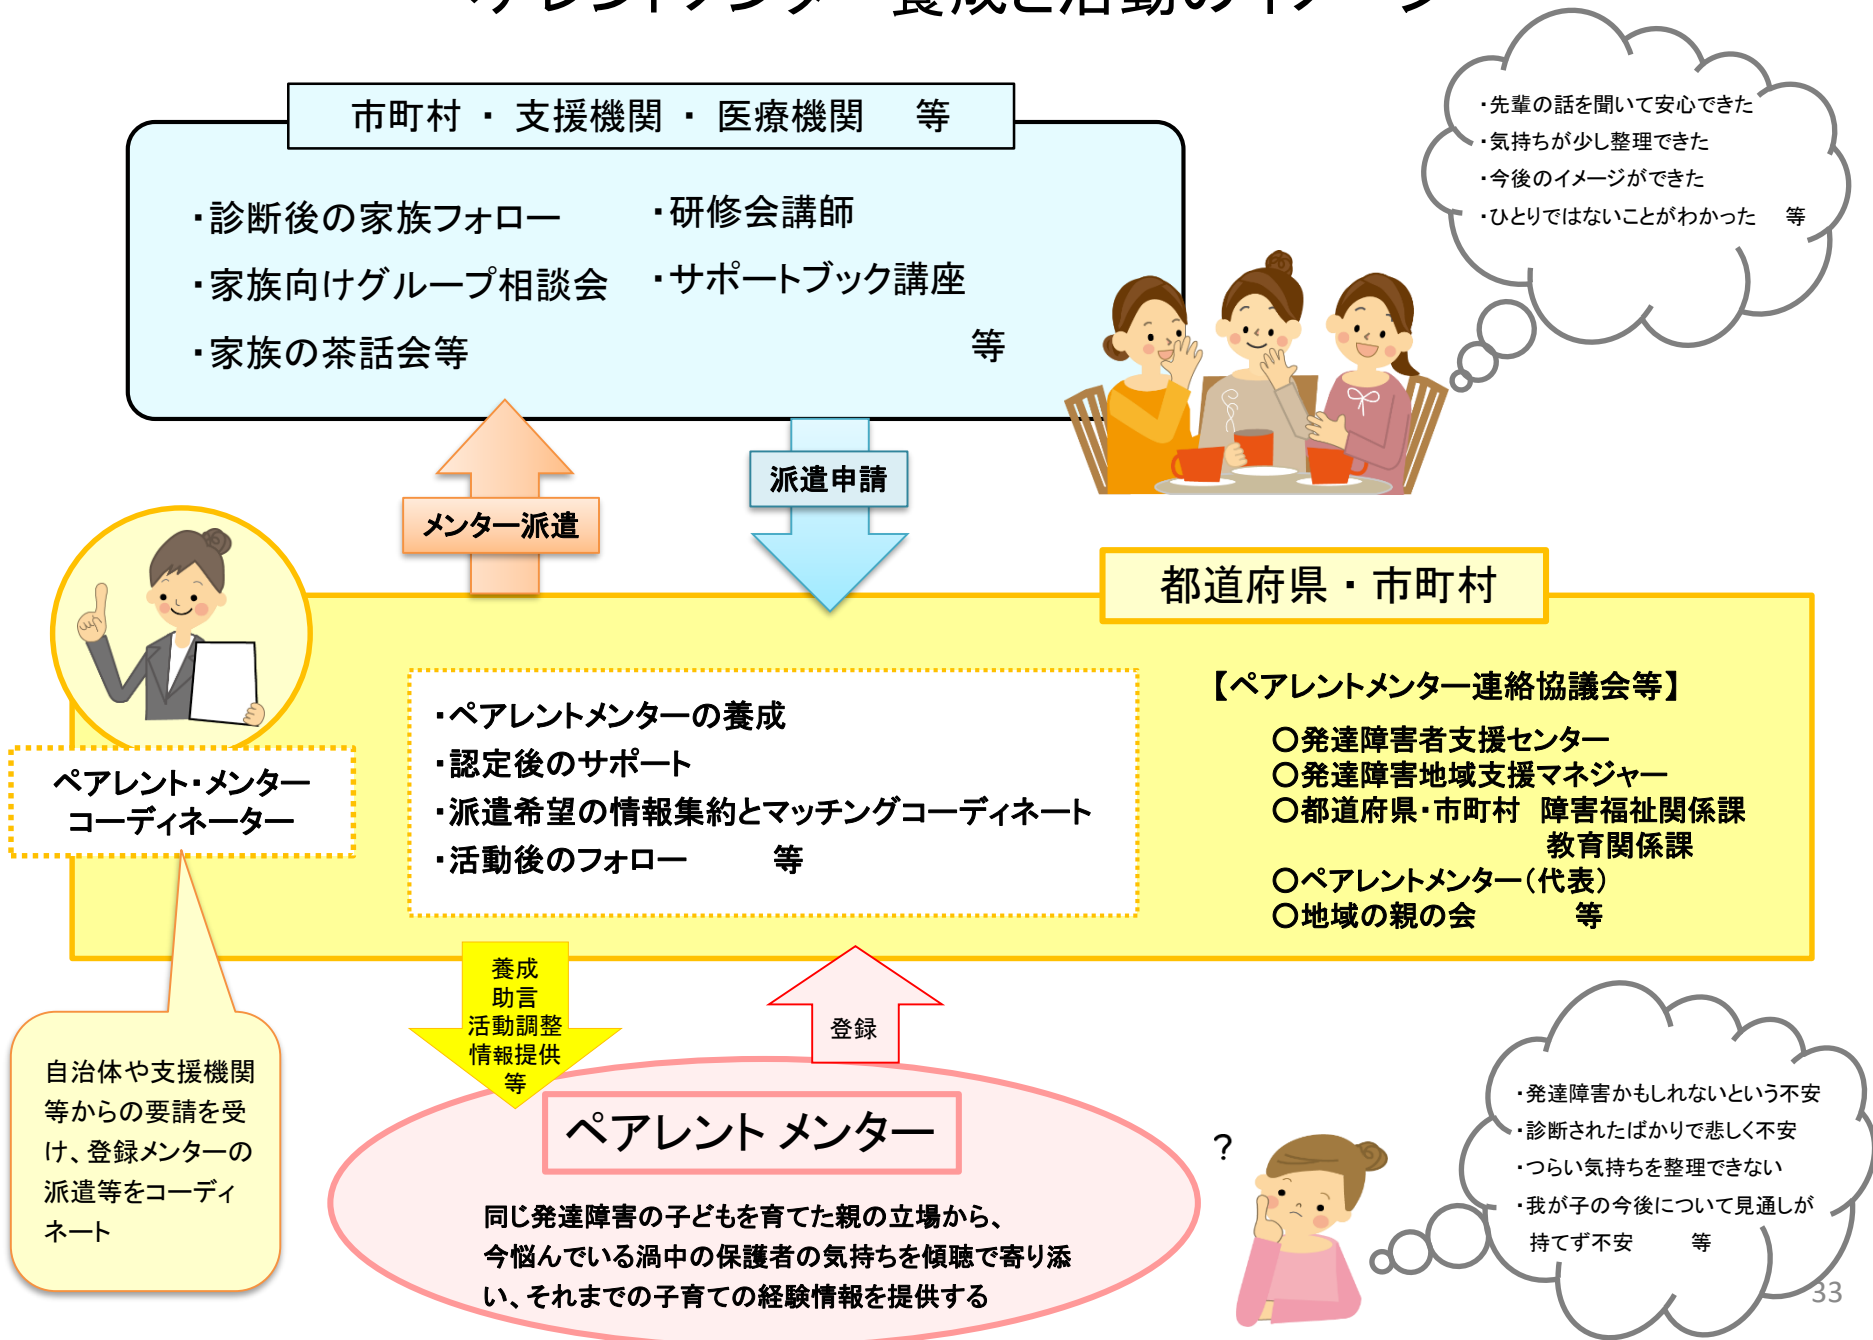 市町村 ・ 支援機関 ・ 医療機関　等
・診断後の家族フォロー
・家族向けグループ相談会
・家族の茶話会等
・研修会講師
・サポートブック講座
等
・先輩の話を聞いて安心できた
・気持ちが少し整理できた
・今後のイメージができた
・ひとりではないことがわかった　等
メンター派遣
派遣申請
都道府県・市町村
ペアレント・メンター
コーディネーター
・ペアレントメンターの養成
・認定後のサポート
・派遣希望の情報集約とマッチングコーディネート
・活動後のフォロー　　等
【ペアレントメンター連絡協議会等】
○発達障害者支援センター
○発達障害地域支援マネジャー
○都道府県・市町村　障害福祉関係課
教育関係課
○ペアレントメンター(代表)
○地域の親の会　　等
自治体や支援機関
等からの要請を受
け、登録メンターの
派遣等をコーディ
ネート
養成
助言
活動調整
情報提供
等
登録
ペアレント メンター
同じ発達障害の子どもを育てた親の立場から、
今悩んでいる渦中の保護者の気持ちを傾聴で寄り添
い、それまでの子育ての経験情報を提供する
?
・発達障害かもしれないという不安
・診断されたばかりで悲しく不安
・つらい気持ちを整理できない
・我が子の今後について見通しが
持てず不安　　等
33